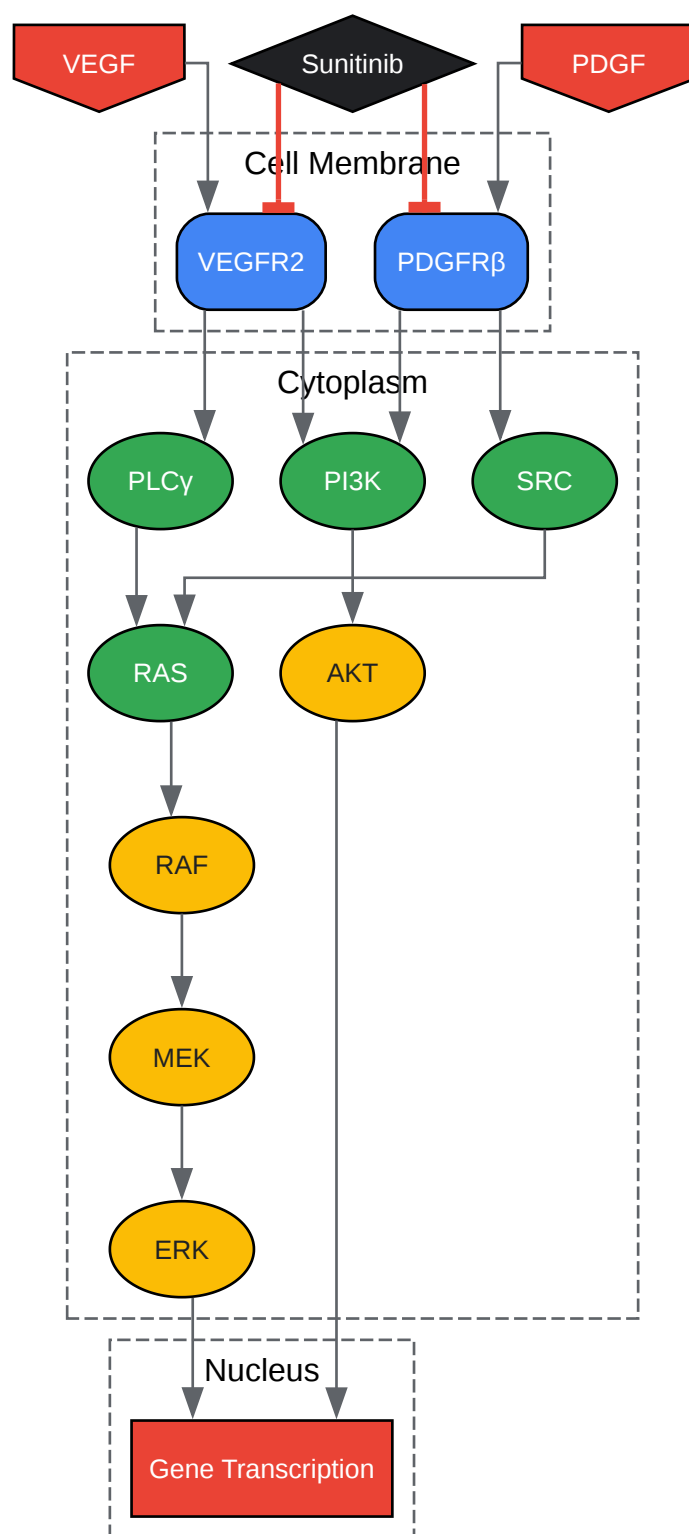 VEGF
Sunitinib
PDGF
Cell Membrane
VEGFR2
PDGFRβ
Cytoplasm
PLCγ
PI3K
SRC
RAS
AKT
RAF
MEK
ERK
Nucleus
Gene Transcription